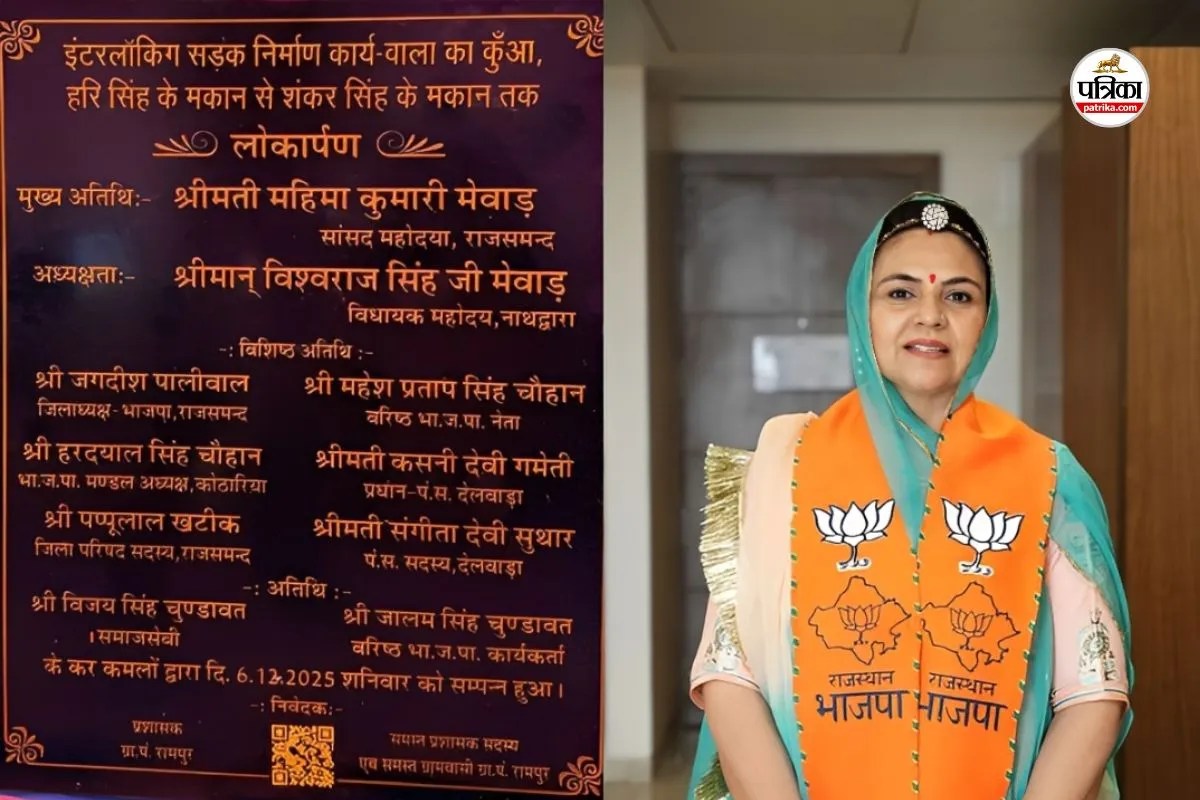 इंटरलॉकिग सड़क निर्माण कार्य-वाला का कुँआ,
हरि सिंह के मकान से शंकर सिंह के मकान तक
लोकार्पण
मुख्य अतिथि:- श्रीमती महिमा कुमारी मेवाड़
सांसद महोदया, राजसमन्द
अध्यक्षता:- श्रीमान् विश्वराज सिंह जी मेवाड़
विधायक महोदय,नाथद्वारा
-: विशिष्ठ अतिथि :-
श्री जगदीश पालीवाल श्री महेश प्रताप सिंह चौहान
जिलाध्यक्ष-भाजपा,राजसमन्द वरिष्ठ भा.ज.पा. नेता
श्री हरदयाल सिंह चौहान श्रीमती कसनी देवी गमेती
भा.ज.पा. मण्डल अध्यक्ष,कोठारिया प्रधान-पं.स. देलवाड़ा
श्री पप्पूलाल खटीक श्रीमती संगीता देवी सुथार
जिला परिषद सदस्य,राजसमन्द पं.स. सदस्य,देलवाड़ा
-: अतिथि :-
श्री विजय सिंह चुण्डावत श्री जालम सिंह चुण्डावत
।समाजसेवी वरिष्ठ भा.ज.पा. कार्यकर्ता
के कर कमलों द्वारा दि. 6.12.2025 शनिवार को सम्पन्न हुआ।
-: निवेदक:-
प्रशासक समान प्रशासक सदस्य
ग्रा.पं. रामपुर एवं समस्त ग्रामवासी ग्रा.पं. रामपुर
पत्रिका
patrika.com
राजस्थान राजस्थान
भाजपा भाजपा